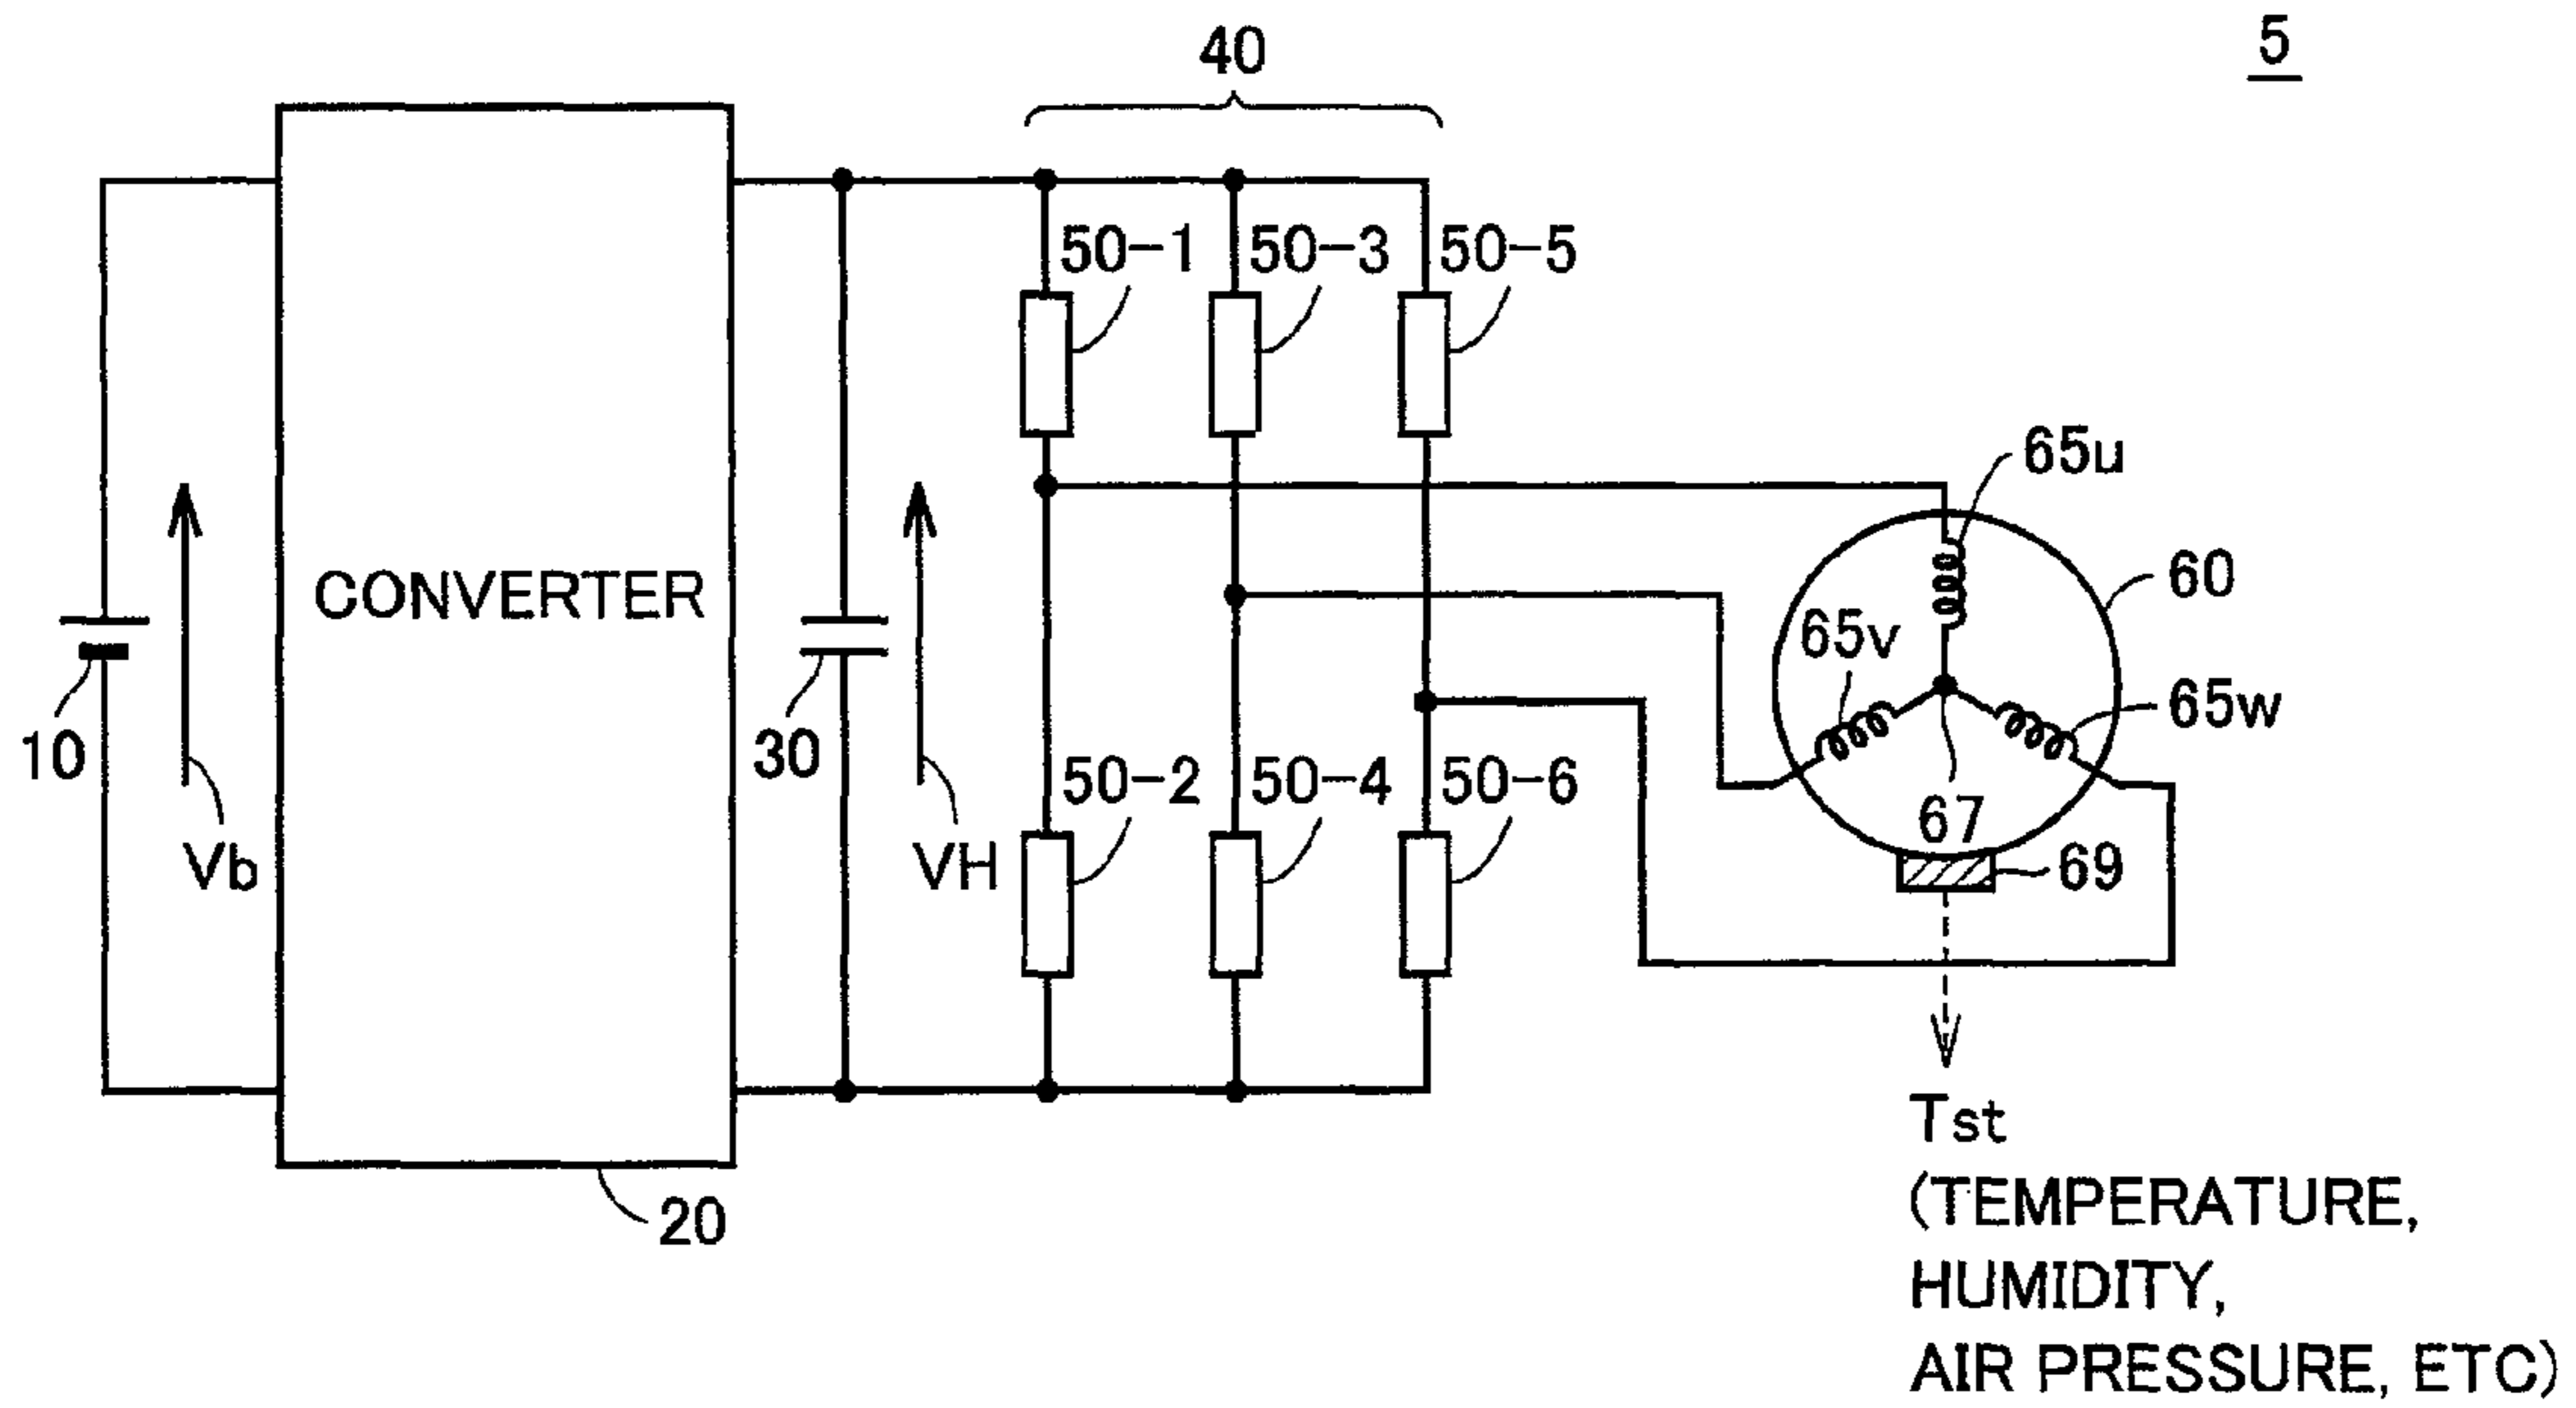 5
40
50-1
50-3
50-5
65u
CONVERTER
60
65v
65w
10
30
50-2
50-4
50-6
67
Vb
VH
69
20
Tst
(TEMPERATURE,
HUMIDITY,
AIR PRESSURE, ETC)